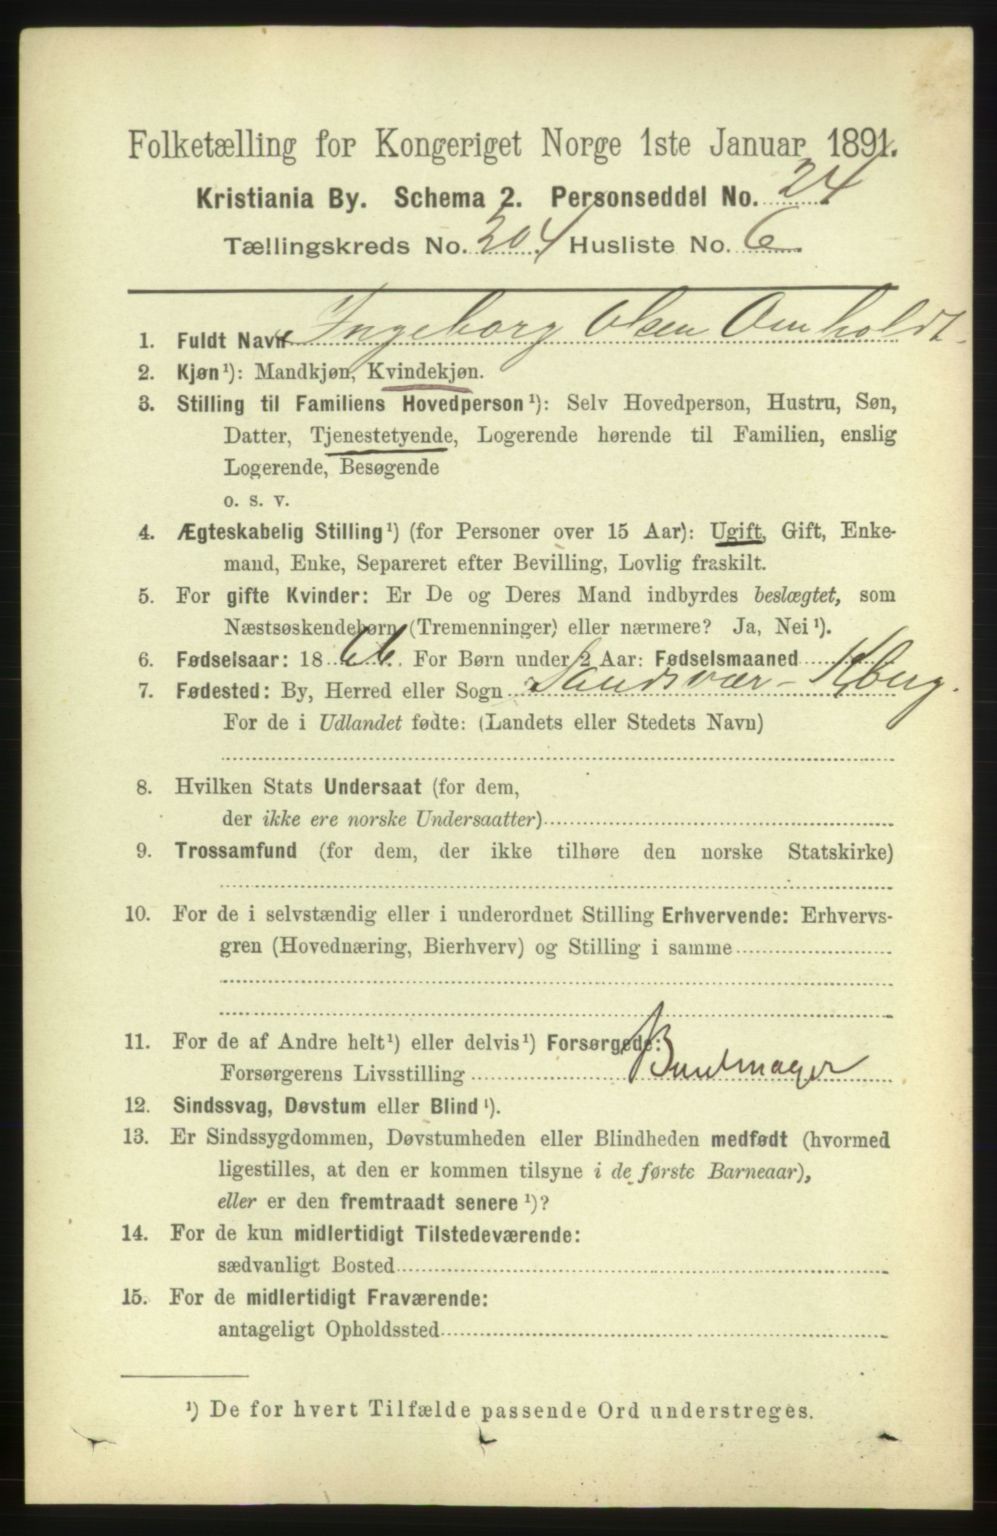 Folketælling for Kongeriget Norge 1ste Januar 1891.
Kristiania By. Schema 2. Personseddel No. 24
Tællingskreds No. 204 Husliste No. 6
1. Fuldt Navn Ingeborg Olsen Omholdt
2. Kjøn¹): Mandkjøn, Kvindekjøn.
3. Stilling til Familiens Hovedperson¹): Selv Hovedperson, Hustru, Søn,
Datter, Tjenestetyende, Logerende hørende til Familien, enslig
Logerende, Besøgende
o. s. v.
4. Ægteskabelig Stilling¹) (for Personer over 15 Aar): Ugift, Gift, Enke-
mand, Enke, Separeret efter Bevilling, Lovlig fraskilt.
5. For gifte Kvinder: Er De og Deres Mand indbyrdes beslægtet, som
Næstsøskendebørn (Tremenninger) eller nærmere? Ja, Nei¹).
6. Fødselsaar: 1866. For Børn under 2 Aar: Fødselsmaaned
7. Fødested: By, Herred eller Sogn Sandsvær - Kberg.
For de i Udlandet fødte: (Landets eller Stedets Navn)
8. Hvilken Stats Undersaat (for dem,
der ikke ere norske Undersaatter)
9. Trossamfund (for dem, der ikke tilhøre den norske Statskirke)
10. For de i selvstændig eller i underordnet Stilling Erhvervende: Erhvervs-
gren (Hovednæring, Bierhverv) og Stilling i samme
11. For de af Andre helt¹) eller delvis¹) Forsørgede:
Forsørgerens Livsstilling Buntmager
12. Sindssvag, Døvstum eller Blind¹).
13. Er Sindssygdommen, Døvstumheden eller Blindheden medfødt (hvormed
ligestilles, at den er kommen tilsyne i de første Barneaar),
eller er den fremtraadt senere¹)?
14. For de kun midlertidigt Tilstedeværende:
sædvanligt Bosted
15. For de midlertidigt Fraværende:
antageligt Opholdssted
¹) De for hvert Tilfælde passende Ord understreges.